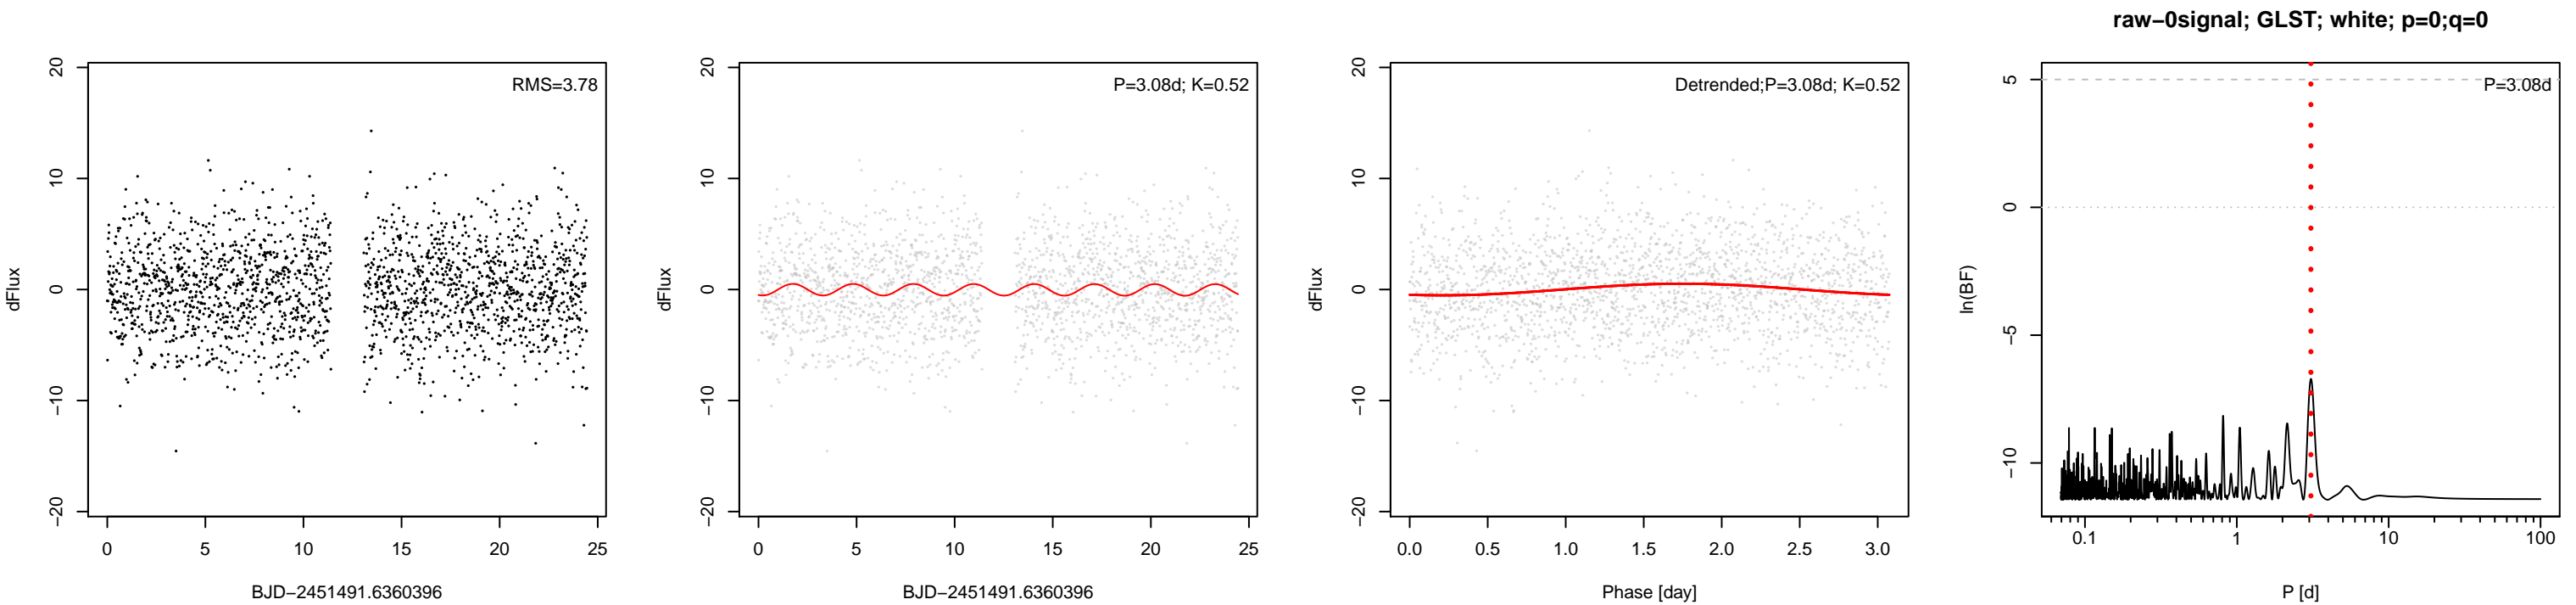 raw−0signal; GLST; white; p=0;q=0
20
10
0
−10
−20
dFlux
RMS=3.78
0 5 10 15 20 25
BJD−2451491.6360396
20
10
0
−10
−20
dFlux
P=3.08d; K=0.52
0 5 10 15 20 25
BJD−2451491.6360396
20
10
0
−10
−20
dFlux
Detrended;P=3.08d; K=0.52
0.0 0.5 1.0 1.5 2.0 2.5 3.0
Phase [day]
5
0
−5
−10
ln(BF)
P=3.08d
0.1 1 10 100
P [d]